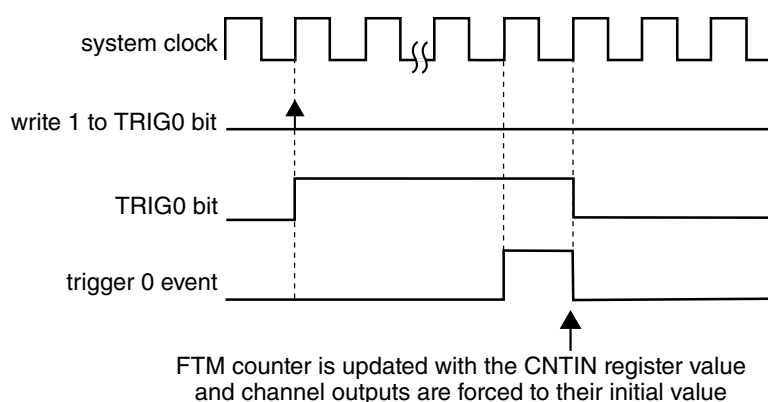 system clock
write 1 to TRIG0 bit
TRIG0 bit
trigger 0 event
FTM counter is updated with the CNTIN register value
and channel outputs are forced to their initial value